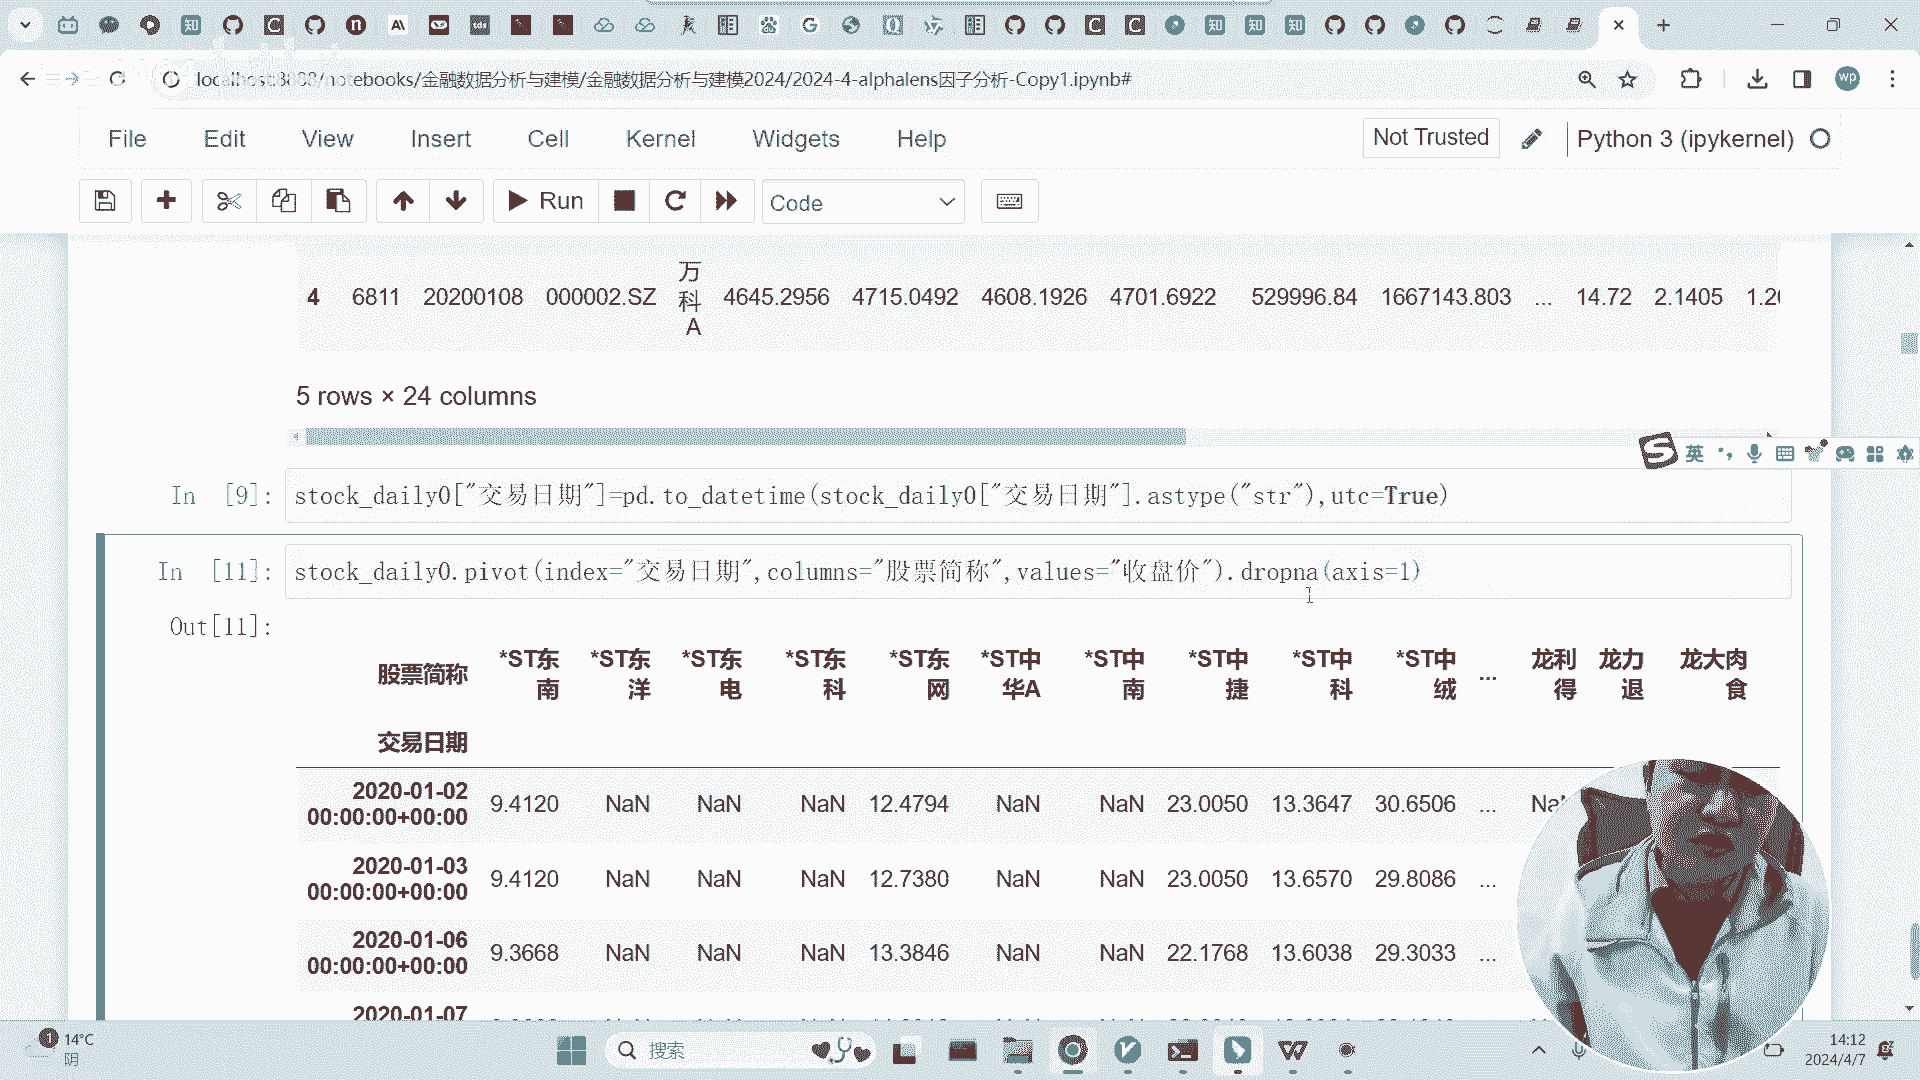 localhost:8888/notebooks/金融数据分析与建模/金融数据分析与建模2024/2024-4-alphalens因子分析-Copy1.ipynb#
wp
File Edit View Insert Cell Kernel Widgets Help
Not Trusted
Python 3 (ipykernel)
Run
Code
4 6811 20200108 000002.SZ 万科A 4645.2956 4715.0492 4608.1926 4701.6922 529996.84 1667143.803 ... 14.72 2.1405
5 rows × 24 columns
英
In [9]: stock_daily0["交易日期"]=pd.to_datetime(stock_daily0["交易日期"].astype("str"),utc=True)
In [11]: stock_daily0.pivot(index="交易日期",columns="股票简称",values="收盘价").dropna(axis=1)
Out[11]:
股票简称 *ST东南 *ST东洋 *ST东电 *ST东科 *ST东网 *ST中华A *ST中南 *ST中捷 *ST中科 *ST中绒 ... 龙利得 龙力退 龙大肉食
交易日期
2020-01-02 00:00:00+00:00 9.4120 NaN NaN NaN 12.4794 NaN NaN 23.0050 13.3647 30.6506 ...
2020-01-03 00:00:00+00:00 9.4120 NaN NaN NaN 12.7380 NaN NaN 23.0050 13.6570 29.8086 ...
2020-01-06 00:00:00+00:00 9.3668 NaN NaN NaN 13.3846 NaN NaN 22.1768 13.6038 29.3033 ...
2020-01-07
1
14°C
阴
搜索
14:12
2024/4/7